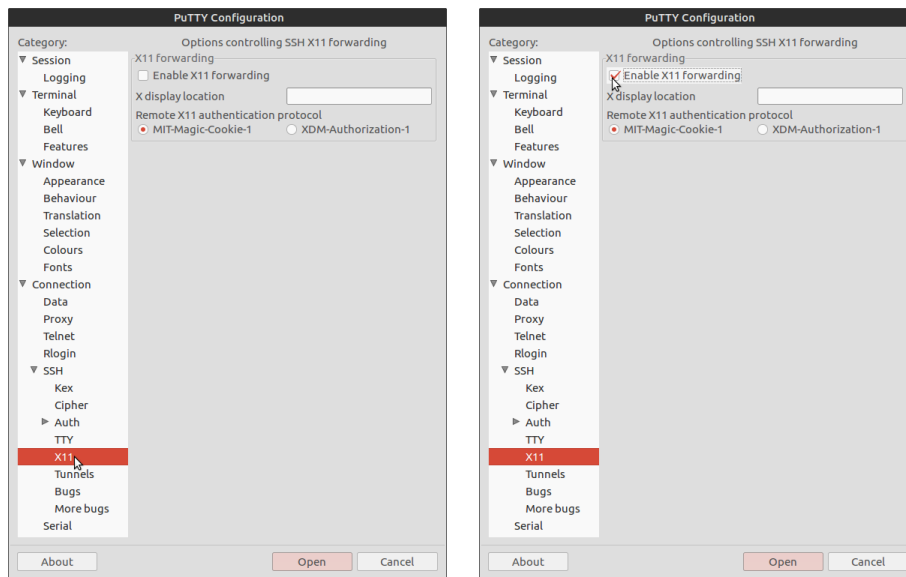 PuTTY Configuration
Category:
Options controlling SSH X11 forwarding
Session
Logging
Terminal
Keyboard
Bell
Features
Window
Appearance
Behaviour
Translation
Selection
Colours
Fonts
Connection
Data
Proxy
Telnet
Rlogin
SSH
Kex
Cipher
Auth
TTY
X11
Tunnels
Bugs
More bugs
Serial
X11 forwarding
Enable X11 forwarding
X display location
Remote X11 authentication protocol
MIT-Magic-Cookie-1 XDM-Authorization-1
About Open Cancel
PuTTY Configuration
Category:
Options controlling SSH X11 forwarding
Session
Logging
Terminal
Keyboard
Bell
Features
Window
Appearance
Behaviour
Translation
Selection
Colours
Fonts
Connection
Data
Proxy
Telnet
Rlogin
SSH
Kex
Cipher
Auth
TTY
X11
Tunnels
Bugs
More bugs
Serial
X11 forwarding
Enable X11 forwarding
X display location
Remote X11 authentication protocol
MIT-Magic-Cookie-1 XDM-Authorization-1
About Open Cancel